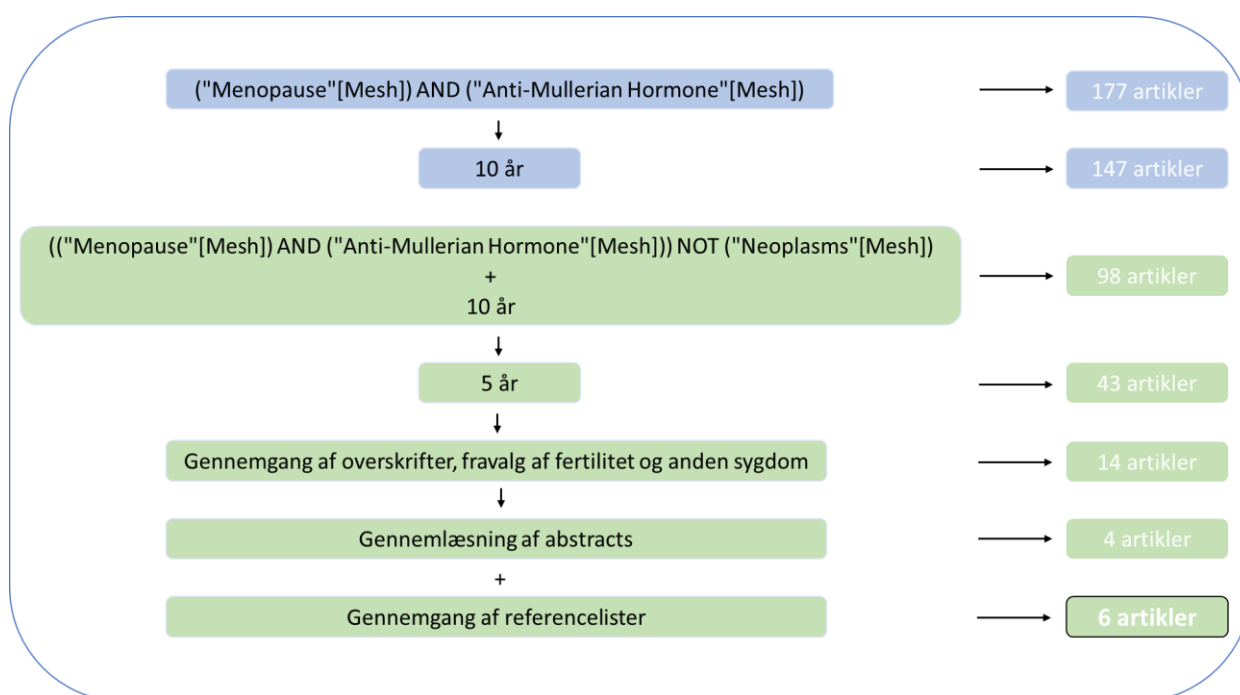 ("Menopause"[Mesh]) AND ("Anti-Mullerian Hormone"[Mesh])
177 artikler
10 år
147 artikler
(("Menopause"[Mesh]) AND ("Anti-Mullerian Hormone"[Mesh])) NOT ("Neoplasms"[Mesh])
+
10 år
98 artikler
5 år
43 artikler
Gennemgang af overskrifter, fravalg af fertilitet og anden sygdom
14 artikler
Gennemlæsning af abstracts
4 artikler
+
Gennemgang af referencelister
6 artikler